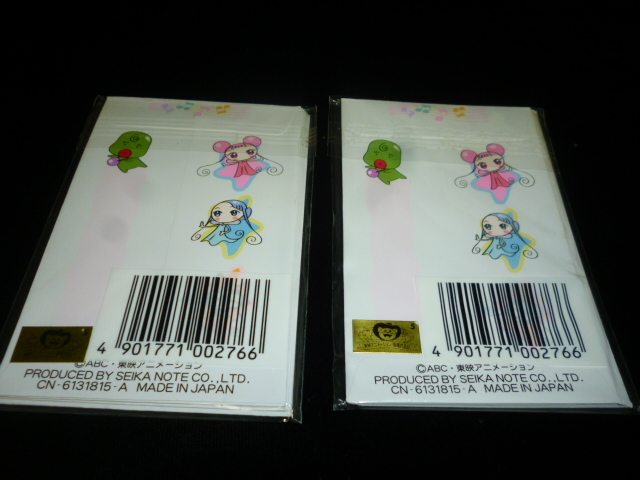 4 901771 002766
©ABC・東映アニメーション
PRODUCED BY SEIKA NOTE CO.,LTD.
CN-6131815-A MADE IN JAPAN
S
4 901771 002766
©ABC・東映アニメーション
PRODUCED BY SEIKA NOTE CO.,LTD.
CN-6131815-A MADE IN JAPAN